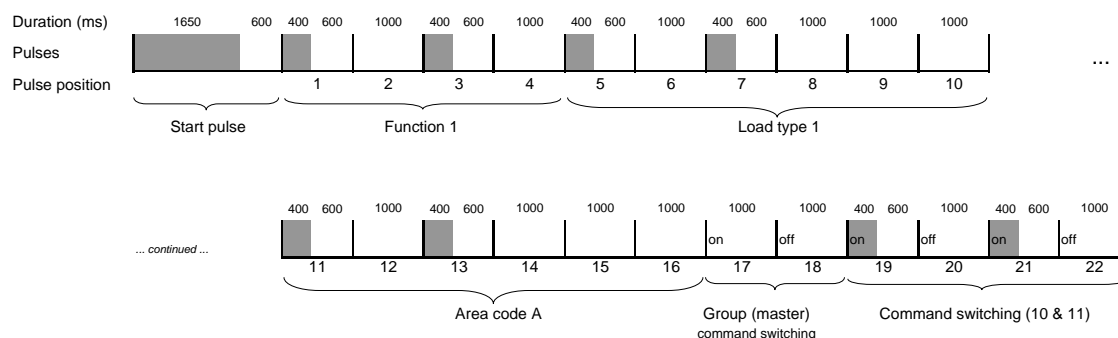 Duration (ms) 1650 600 400 600 1000 400 600 1000 400 600 1000 400 600 1000 1000 1000
Pulses ...
Pulse position 1 2 3 4 5 6 7 8 9 10
Start pulse Function 1 Load type 1
400 600 1000 400 600 1000 1000 1000 1000 1000 400 600 1000 400 600 1000
... continued ... on off on off on off
11 12 13 14 15 16 17 18 19 20 21 22
Area code A Group (master) Command switching (10 & 11)
command switching